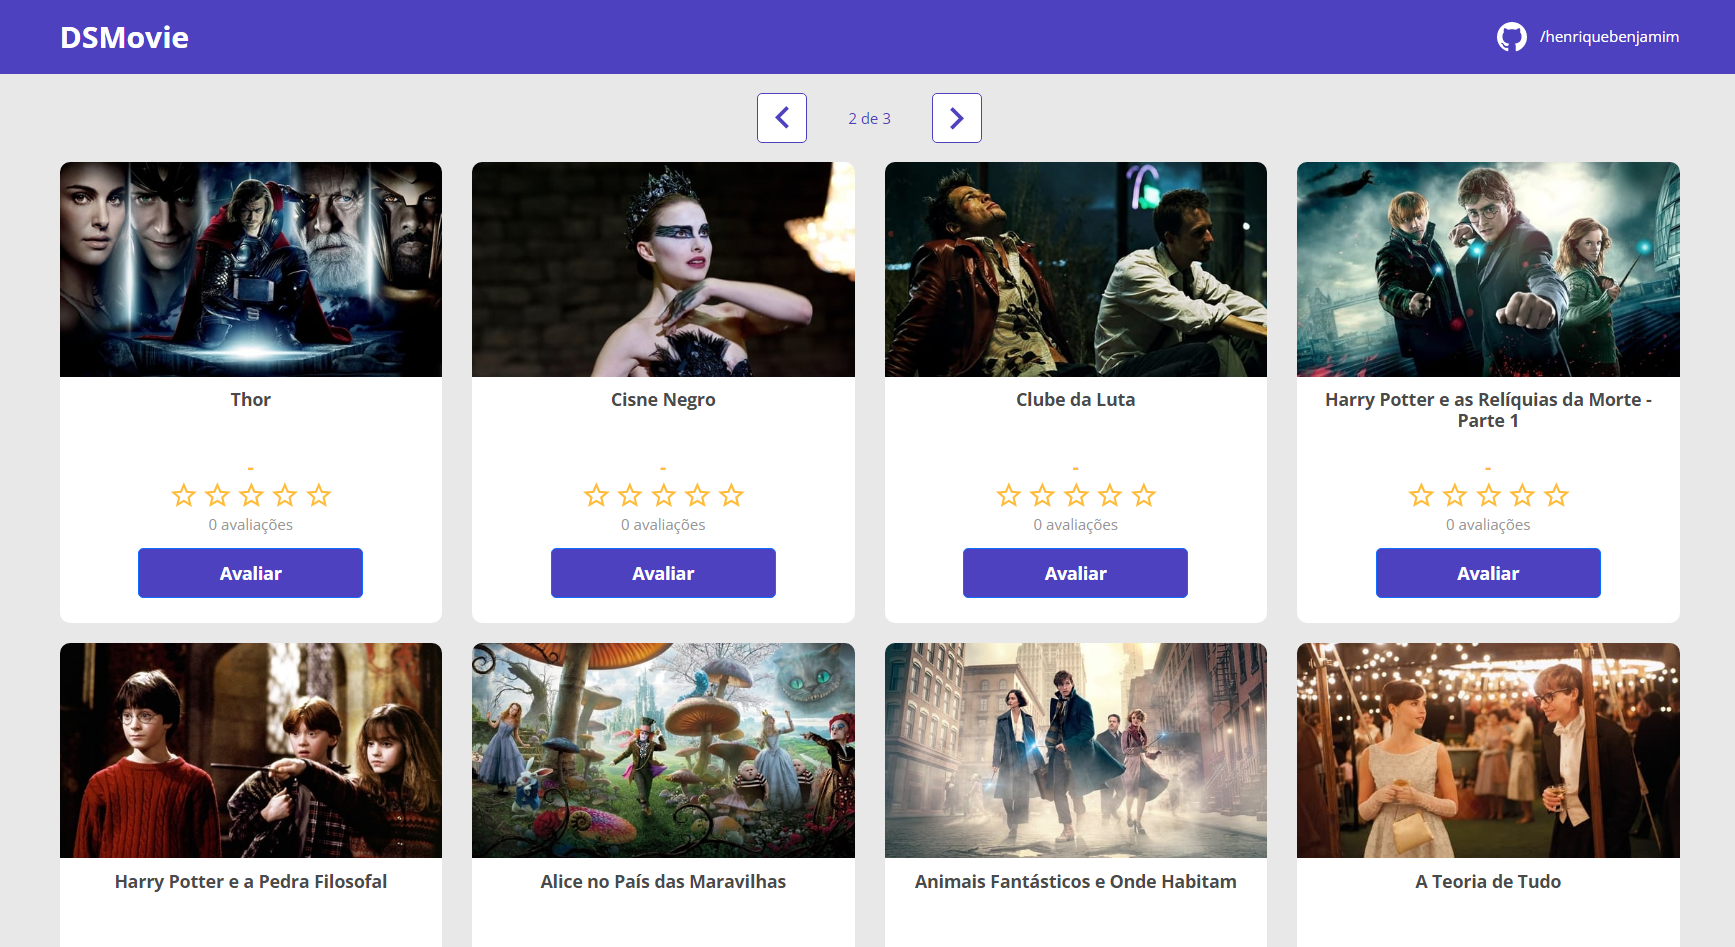 DSMovie
/henriquebenjamim
2 de 3
Thor
Cisne Negro
Clube da Luta
Harry Potter e as Relíquias da Morte -
Parte 1
-
-
-
-
0 avaliações
0 avaliações
0 avaliações
0 avaliações
Avaliar
Avaliar
Avaliar
Avaliar
Harry Potter e a Pedra Filosofal
Alice no País das Maravilhas
Animais Fantásticos e Onde Habitam
A Teoria de Tudo